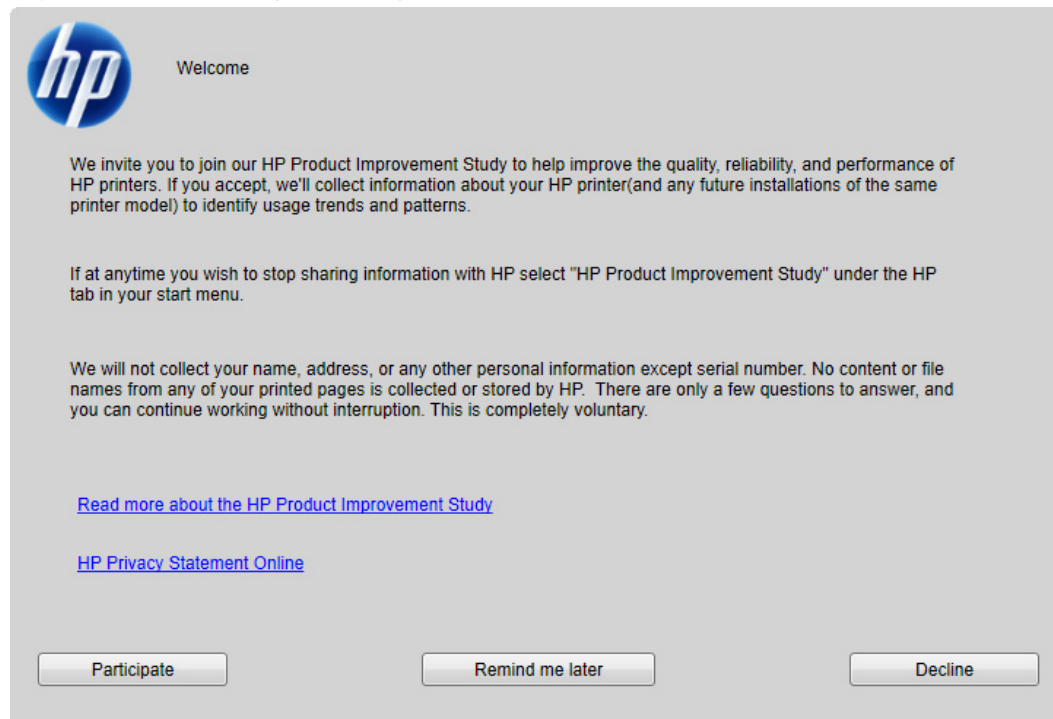 hp
Welcome
We invite you to join our HP Product Improvement Study to help improve the quality, reliability, and performance of
HP printers. If you accept, we'll collect information about your HP printer(and any future installations of the same
printer model) to identify usage trends and patterns.
If at anytime you wish to stop sharing information with HP select "HP Product Improvement Study" under the HP
tab in your start menu.
We will not collect your name, address, or any other personal information except serial number. No content or file
names from any of your printed pages is collected or stored by HP.  There are only a few questions to answer, and
you can continue working without interruption. This is completely voluntary.
Read more about the HP Product Improvement Study
HP Privacy Statement Online
Participate
Remind me later
Decline